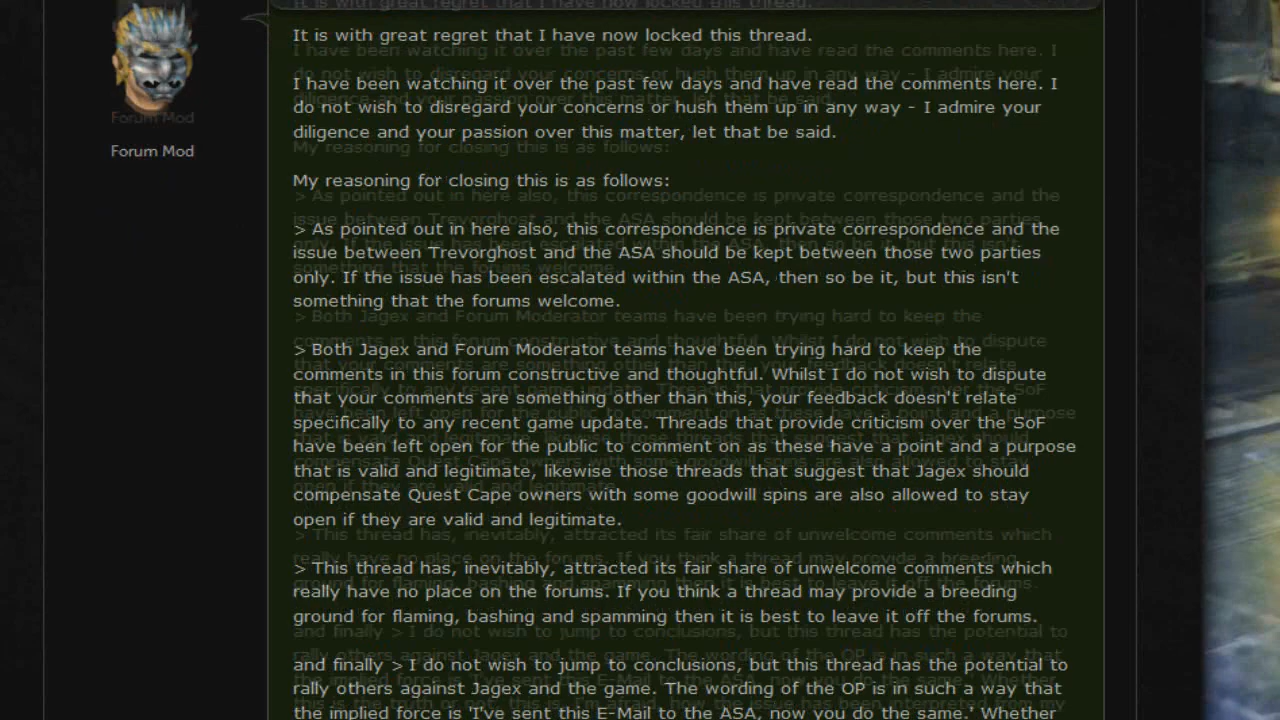 It is with great regret that I have now locked this thread.
I have been watching it over the past few days and have read the comments here. I
do not wish to disregard your concerns or hush them up in any way - I admire your
diligence and your passion over this matter, let that be said.
Forum Mod
My reasoning for closing this is as follows:
> As pointed out in here also, this correspondence is private correspondence and the
issue between Trevorghost and the ASA should be kept between those two parties
only. If the issue has been escalated within the ASA, then so be it, but this isn't
something that the forums welcome.
> Both Jagex and Forum Moderator teams have been trying hard to keep the
comments in this forum constructive and thoughtful. Whilst I do not wish to dispute
that your comments are something other than this, your feedback doesn't relate
specifically to any recent game update. Threads that provide criticism over the SoF
have been left open for the public to comment on as these have a point and a purpose
that is valid and legitimate, likewise those threads that suggest that Jagex should
compensate Quest Cape owners with some goodwill spins are also allowed to stay
open if they are valid and legitimate.
> This thread has, inevitably, attracted its fair share of unwelcome comments which
really have no place on the forums. If you think a thread may provide a breeding
ground for flaming, bashing and spamming then it is best to leave it off the forums.
and finally > I do not wish to jump to conclusions, but this thread has the potential to
rally others against Jagex and the game. The wording of the OP is in such a way that
the implied force is 'I've sent this E-Mail to the ASA, now you do the same.' Whether